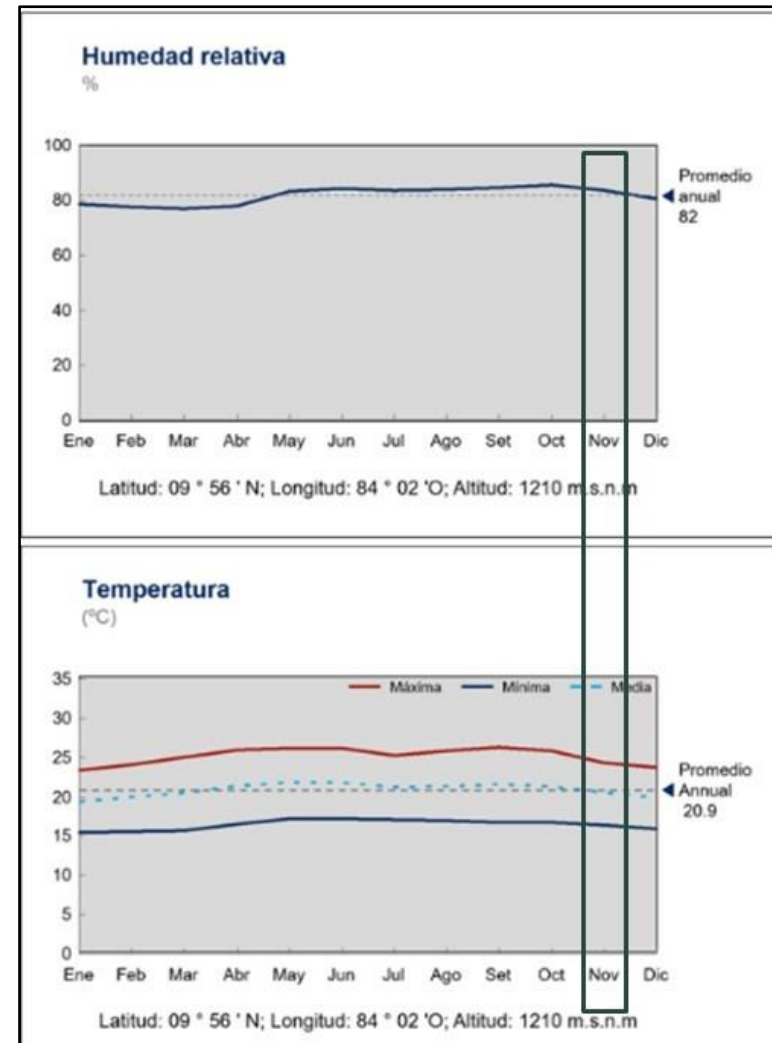 Humedad relativa
%
100
80
60
40
20
0
Promedio
anual
82
Ene Feb Mar Abr May Jun Jul Ago Set Oct Nov Dic
Latitud: 09 ° 56 ' N; Longitud: 84 ° 02 'O; Altitud: 1210 m.s.n.m
Temperatura
(ºC)
35
30
25
20
15
10
5
0
Máxima Mínima Media
Promedio
Annual
20.9
Ene Feb Mar Abr May Jun Jul Ago Set Oct Nov Dic
Latitud: 09 ° 56 ' N; Longitud: 84 ° 02 'O; Altitud: 1210 m.s.n.m